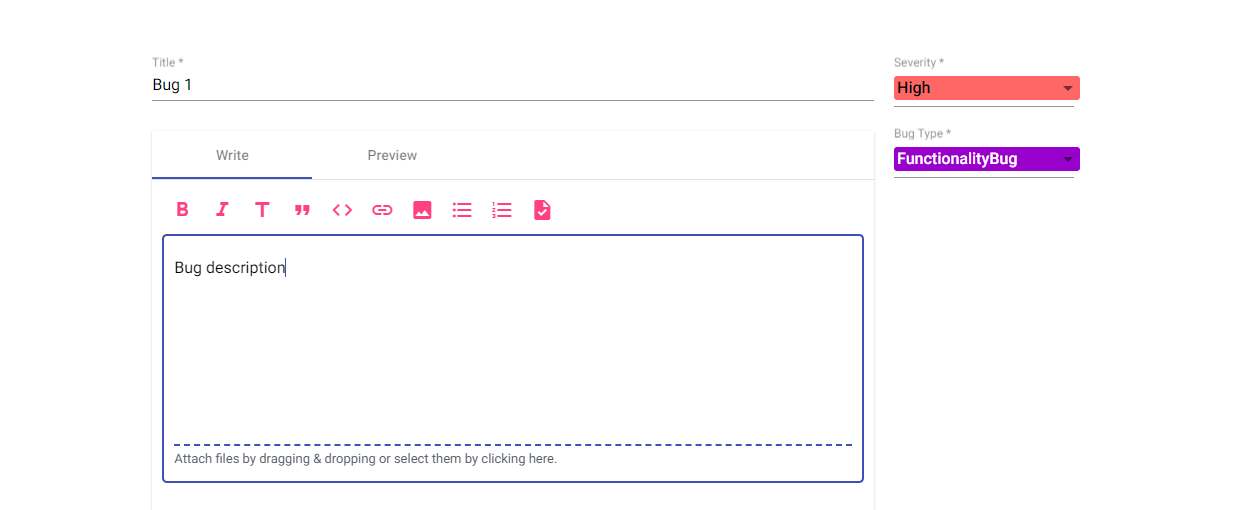 Title *
Bug 1
Severity *
High
Bug Type *
FunctionalityBug
Write
Preview
Bug description
Attach files by dragging & dropping or select them by clicking here.